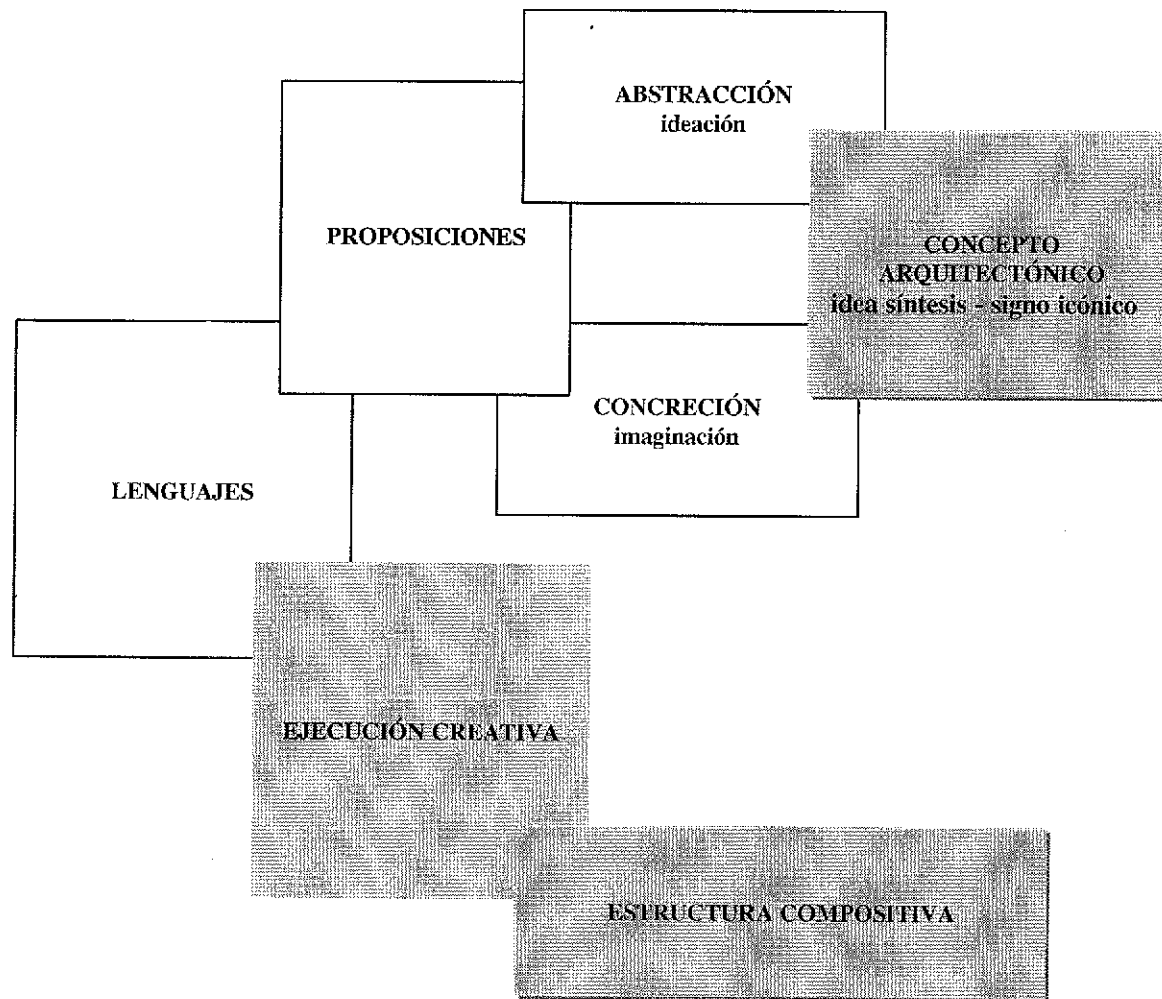 ABSTRACCIÓN
ideación
PROPOSICIONES
CONCEPTO
ARQUITECTÓNICO
idea síntesis - signo icónico
CONCRECIÓN
imaginación
LENGUAJES
EJECUCIÓN CREATIVA
ESTRUCTURA COMPOSITIVA